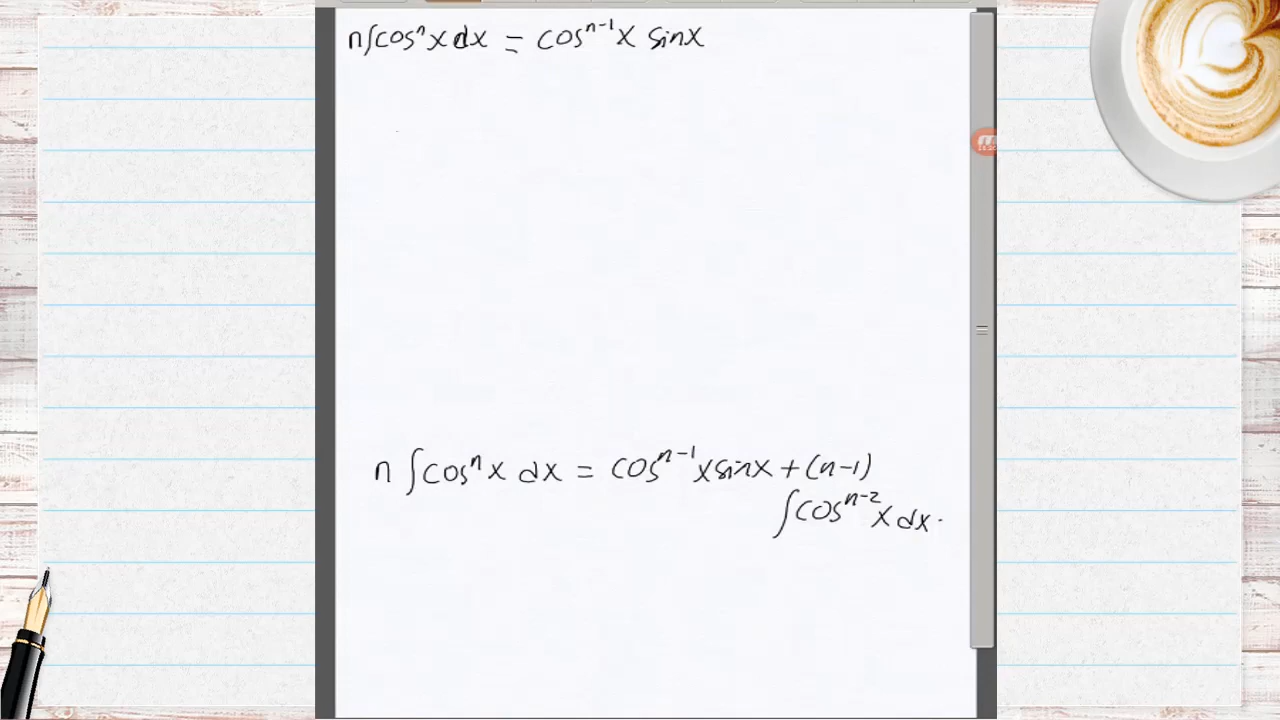 n∫cosⁿx dx = cosⁿ⁻¹x sinx
n ∫cosⁿx dx = cosⁿ⁻¹x sinx + (n-1)
∫cosⁿ⁻²x dx.